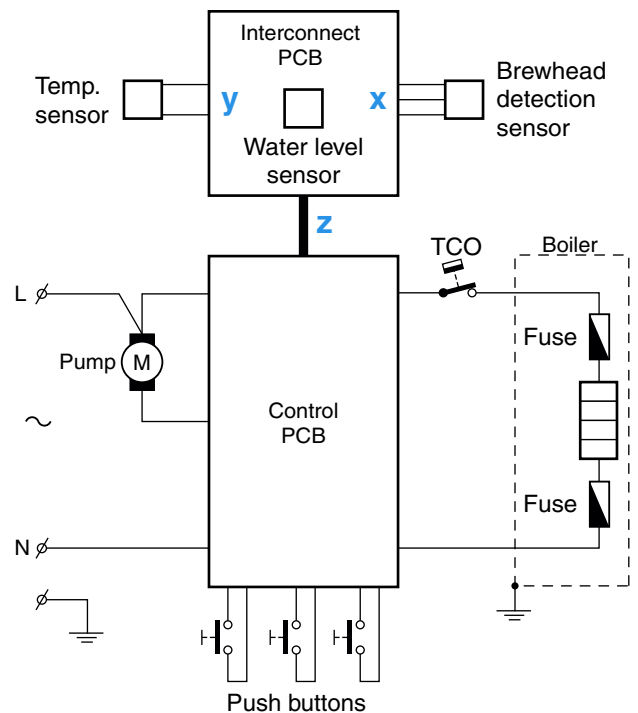 Interconnect
PCB
Temp.
sensor
y
x
Brewhead
detection
sensor
Water level
sensor
z
TCO
Boiler
L
Fuse
Pump
M
Control
PCB
Fuse
N
Push buttons